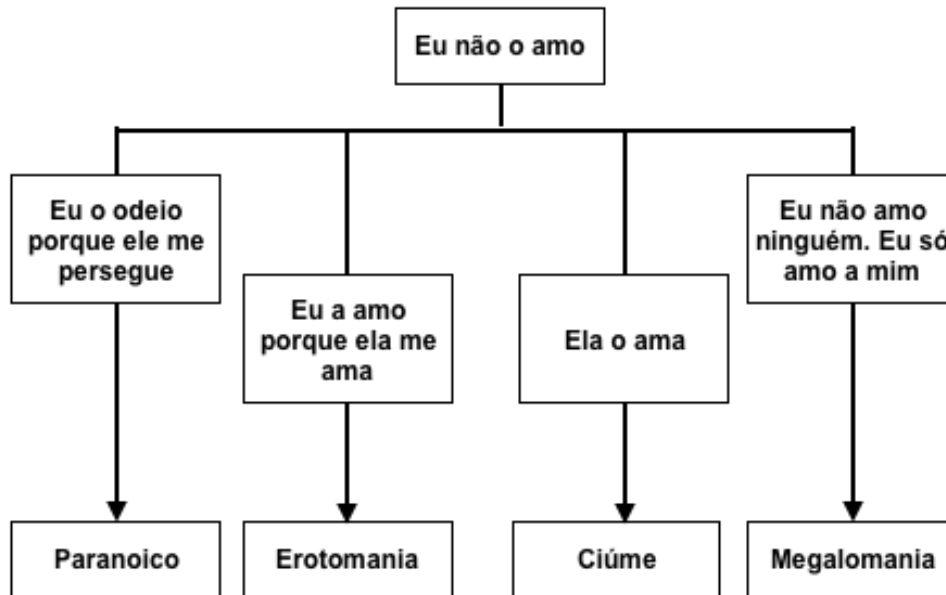 Eu não o amo
Eu o odeio
porque ele me
persegue
Eu a amo
porque ela me
ama
Ela o ama
Eu não amo
ninguém. Eu só
amo a mim
Paranoico
Erotomania
Ciúme
Megalomania